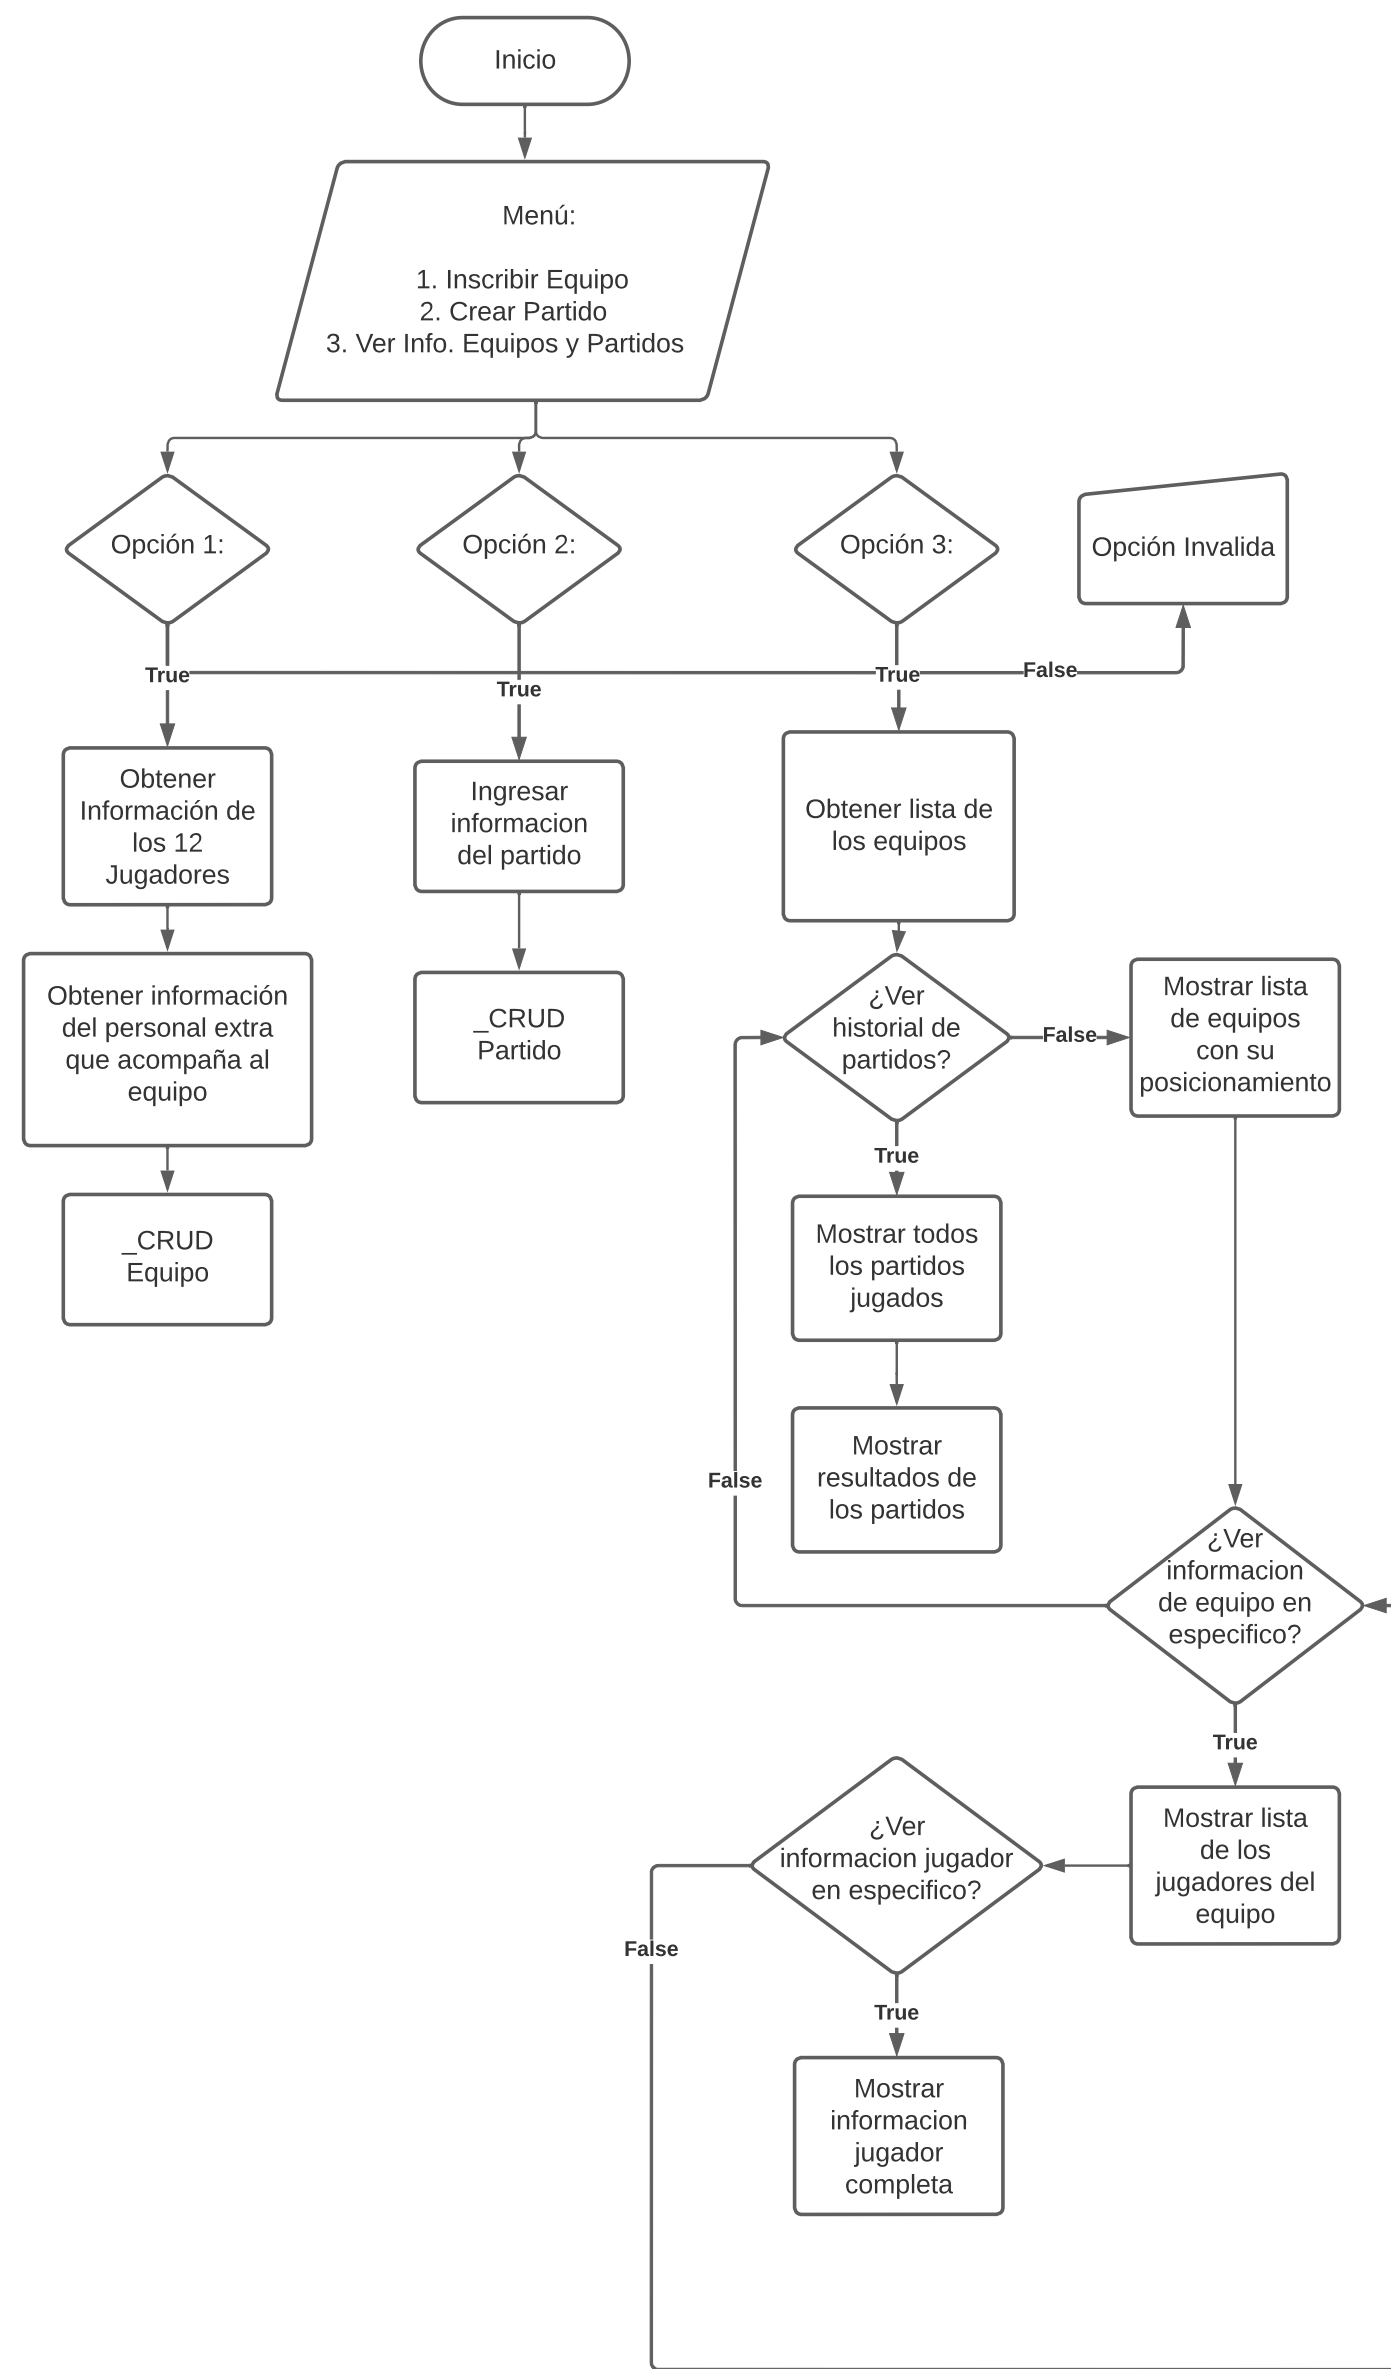 Inicio
Menú:
1. Inscribir Equipo
2. Crear Partido
3. Ver Info. Equipos y Partidos
Opción 1:
Opción 2:
Opción 3:
Opción Invalida
True
True
True
False
Obtener
Información de
los 12
Jugadores
Ingresar
informacion
del partido
Obtener lista de
los equipos
Obtener información
del personal extra
que acompaña al
equipo
_CRUD
Partido
¿Ver
historial de
partidos?
False
Mostrar lista
de equipos
con su
posicionamiento
True
_CRUD
Equipo
Mostrar todos
los partidos
jugados
Mostrar
resultados de
los partidos
False
¿Ver
informacion
de equipo en
especifico?
True
Mostrar lista
de los
jugadores del
equipo
¿Ver
informacion jugador
en especifico?
False
True
Mostrar
informacion
jugador
completa